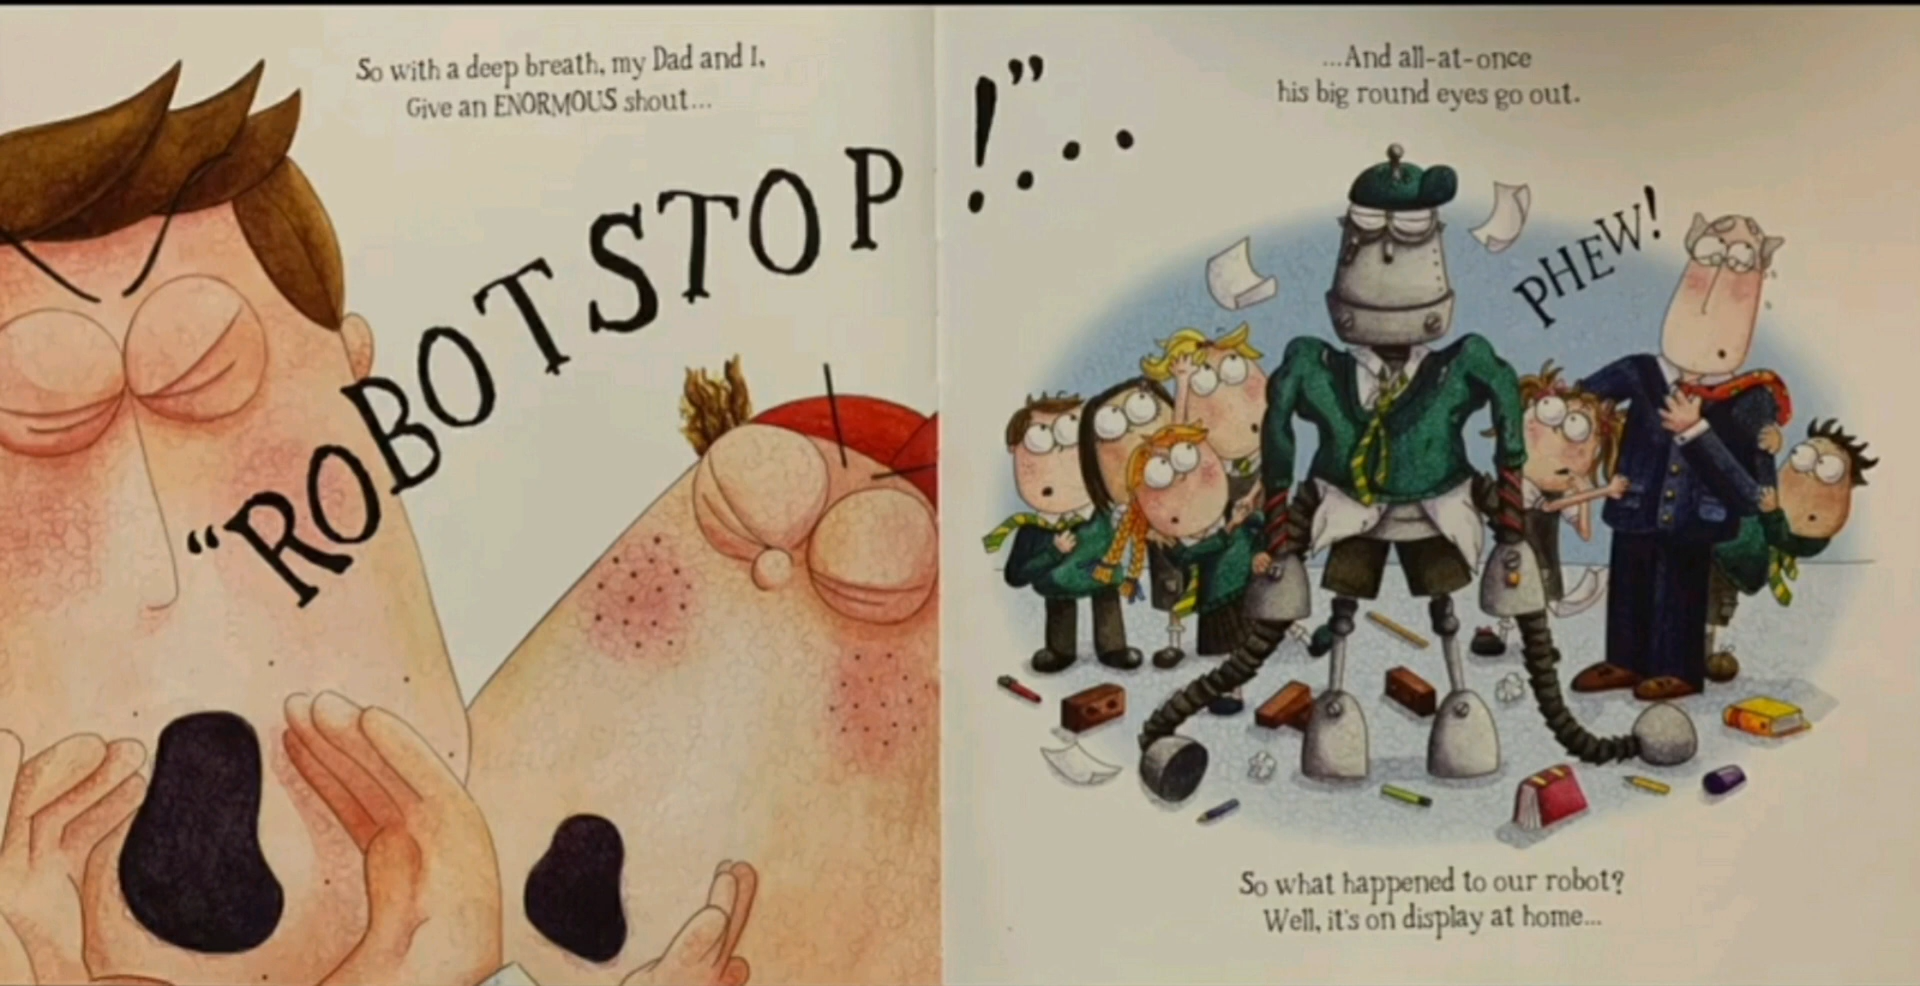 So with a deep breath, my Dad and I,
Give an ENORMOUS shout...
“ROBOT STOP!”...
...And all-at-once
his big round eyes go out.
PHEW!
So what happened to our robot?
Well, it's on display at home...